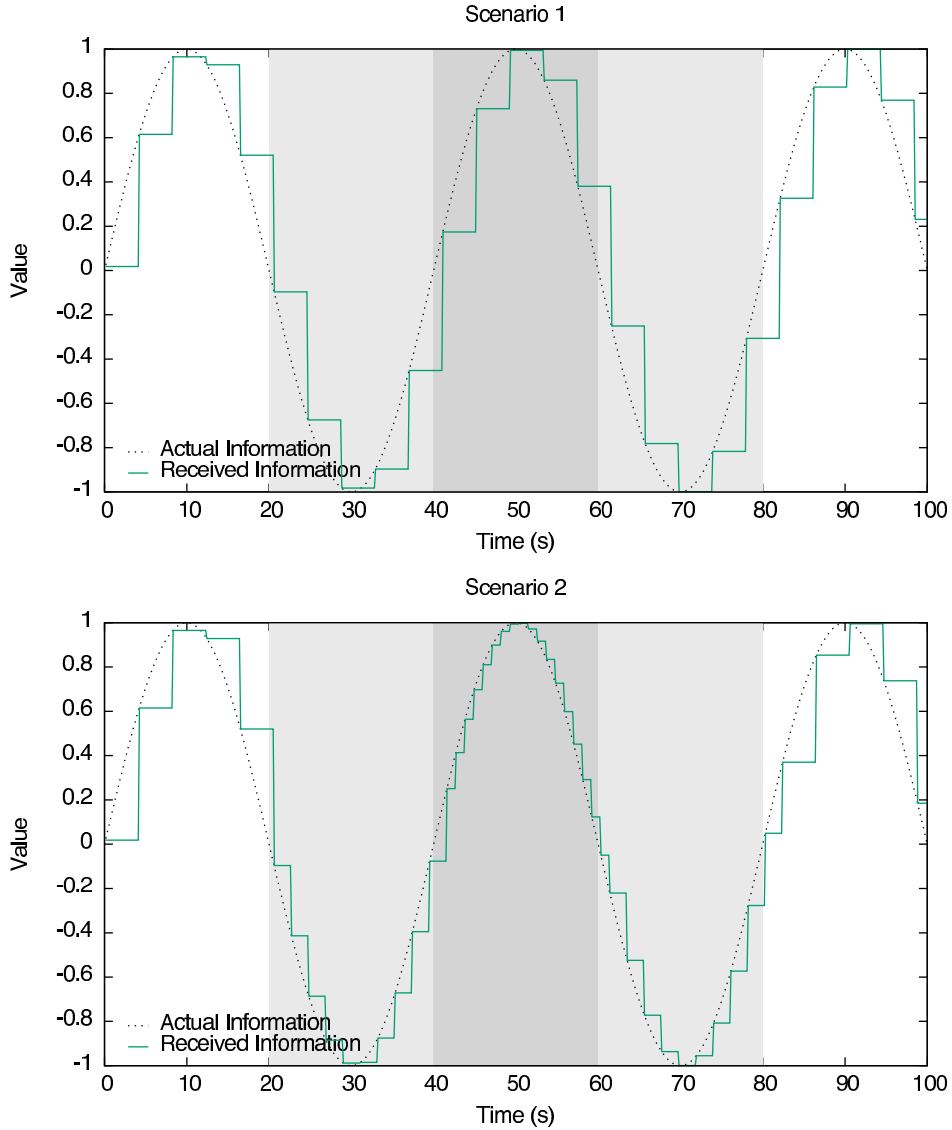 Scenario 1
1
0.8
0.6
0.4
0.2
0
-0.2
-0.4
-0.6
-0.8
-1
Value
Actual Information
Received Information
0 10 20 30 40 50 60 70 80 90 100
Time (s)
Scenario 2
1
0.8
0.6
0.4
0.2
0
-0.2
-0.4
-0.6
-0.8
-1
Value
Actual Information
Received Information
0 10 20 30 40 50 60 70 80 90 100
Time (s)